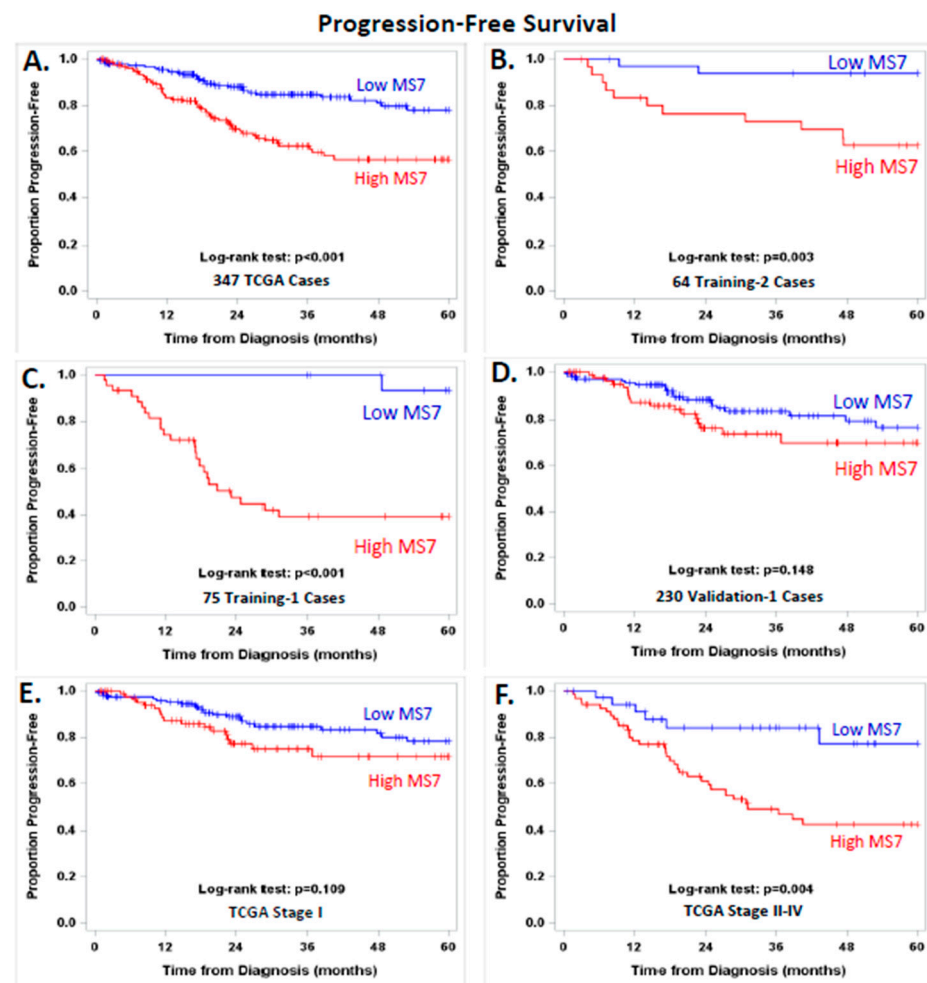 Progression-Free Survival
A.
Proportion Progression-Free
1.0
0.8
0.6
0.4
0.2
0.0
Low MS7
High MS7
Log-rank test: p<0.001
347 TCGA Cases
0 12 24 36 48 60
Time from Diagnosis (months)
B.
Proportion Progression-Free
1.0
0.8
0.6
0.4
0.2
0.0
Low MS7
High MS7
Log-rank test: p=0.003
64 Training-2 Cases
0 12 24 36 48 60
Time from Diagnosis (months)
C.
Proportion Progression-Free
1.0
0.8
0.6
0.4
0.2
0.0
Low MS7
High MS7
Log-rank test: p<0.001
75 Training-1 Cases
0 12 24 36 48 60
Time from Diagnosis (months)
D.
Proportion Progression-Free
1.0
0.8
0.6
0.4
0.2
0.0
Low MS7
High MS7
Log-rank test: p=0.148
230 Validation-1 Cases
0 12 24 36 48 60
Time from Diagnosis (months)
E.
Proportion Progression-Free
1.0
0.8
0.6
0.4
0.2
0.0
Low MS7
High MS7
Log-rank test: p=0.109
TCGA Stage I
0 12 24 36 48 60
Time from Diagnosis (months)
F.
Proportion Progression-Free
1.0
0.8
0.6
0.4
0.2
0.0
Low MS7
High MS7
Log-rank test: p=0.004
TCGA Stage II-IV
0 12 24 36 48 60
Time from Diagnosis (months)